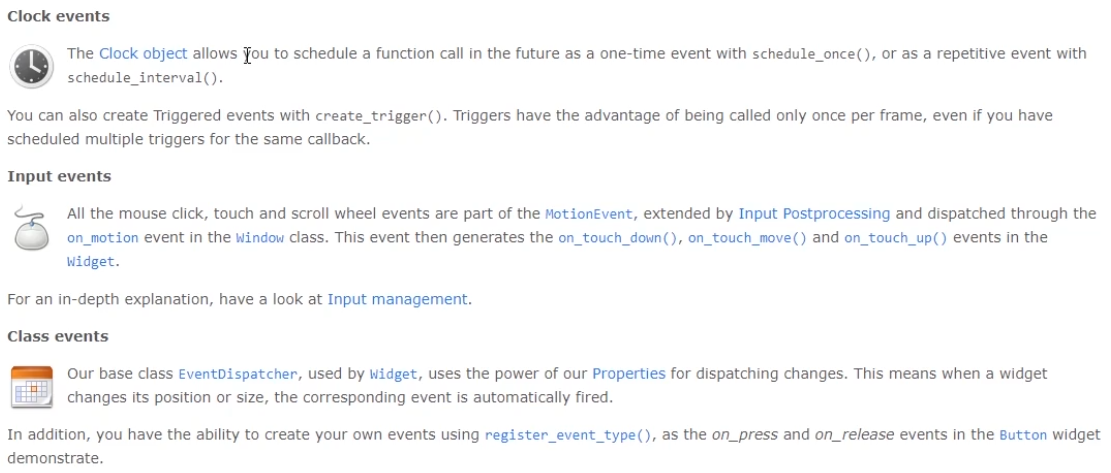 Clock events
The Clock object allows you to schedule a function call in the future as a one-time event with schedule_once(), or as a repetitive event with
schedule_interval().
You can also create Triggered events with create_trigger(). Triggers have the advantage of being called only once per frame, even if you have
scheduled multiple triggers for the same callback.
Input events
All the mouse click, touch and scroll wheel events are part of the MotionEvent, extended by Input Postprocessing and dispatched through the
on_motion event in the Window class. This event then generates the on_touch_down(), on_touch_move() and on_touch_up() events in the
Widget.
For an in-depth explanation, have a look at Input management.
Class events
Our base class EventDispatcher, used by Widget, uses the power of our Properties for dispatching changes. This means when a widget
changes its position or size, the corresponding event is automatically fired.
In addition, you have the ability to create your own events using register_event_type(), as the on_press and on_release events in the Button widget
demonstrate.